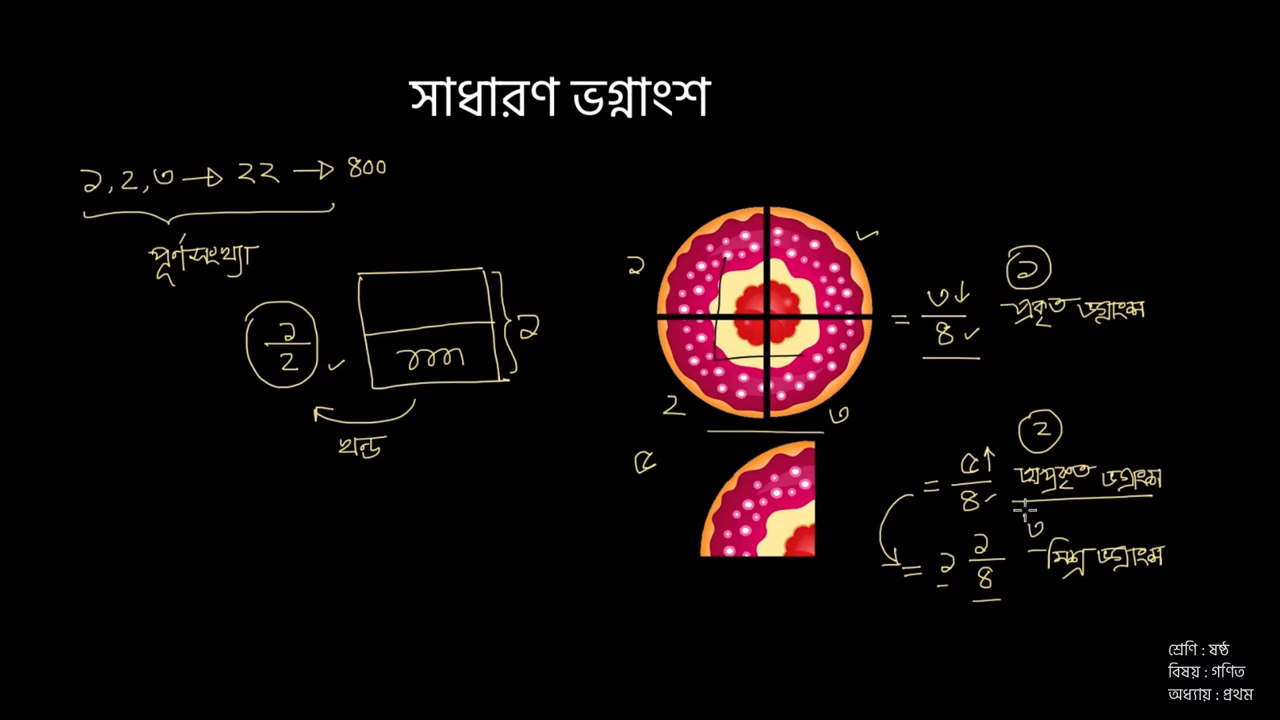 সাধারণ ভগ্নাংশ
১, ২, ৩ → ২২ → ৪০০
পূর্ণসংখ্যা
১/২
২
খন্ড
১
২
৩
৫
= ৩/৪
১
প্রকৃত ভগ্নাংশ
= ৫/৪
২
অপ্রকৃত ভগ্নাংশ
= ১ ১/৪
৩
মিশ্র ভগ্নাংশ
শ্রেণি : ষষ্ঠ
বিষয় : গণিত
অধ্যায় : প্রথম